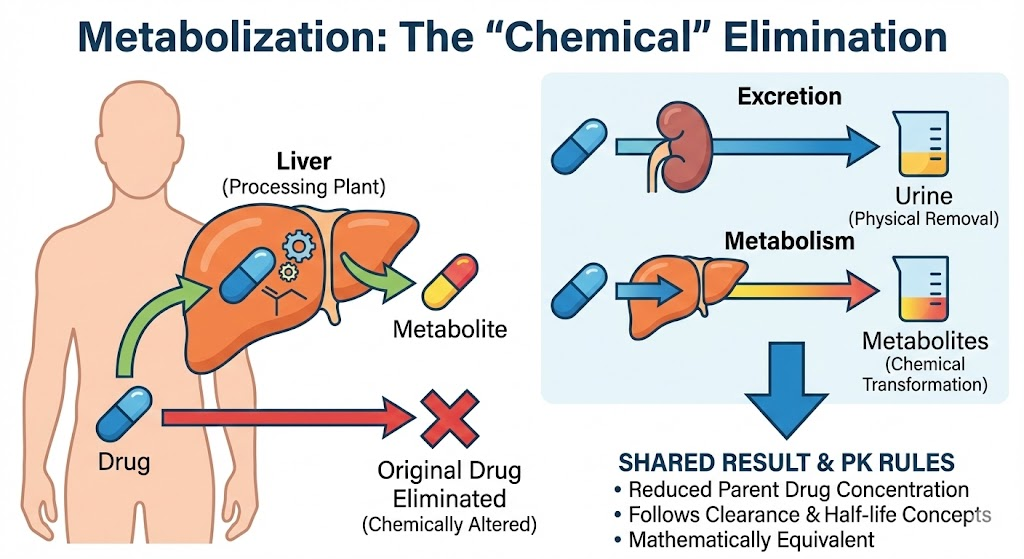 Metabolization: The “Chemical” Elimination
Liver
(Processing Plant)
Metabolite
Drug
Original Drug
Eliminated
(Chemically Altered)
Excretion
Urine
(Physical Removal)
Metabolism
Metabolites
(Chemical
Transformation)
SHARED RESULT & PK RULES
• Reduced Parent Drug Concentration
• Follows Clearance & Half-life Concepts
• Mathematically Equivalent